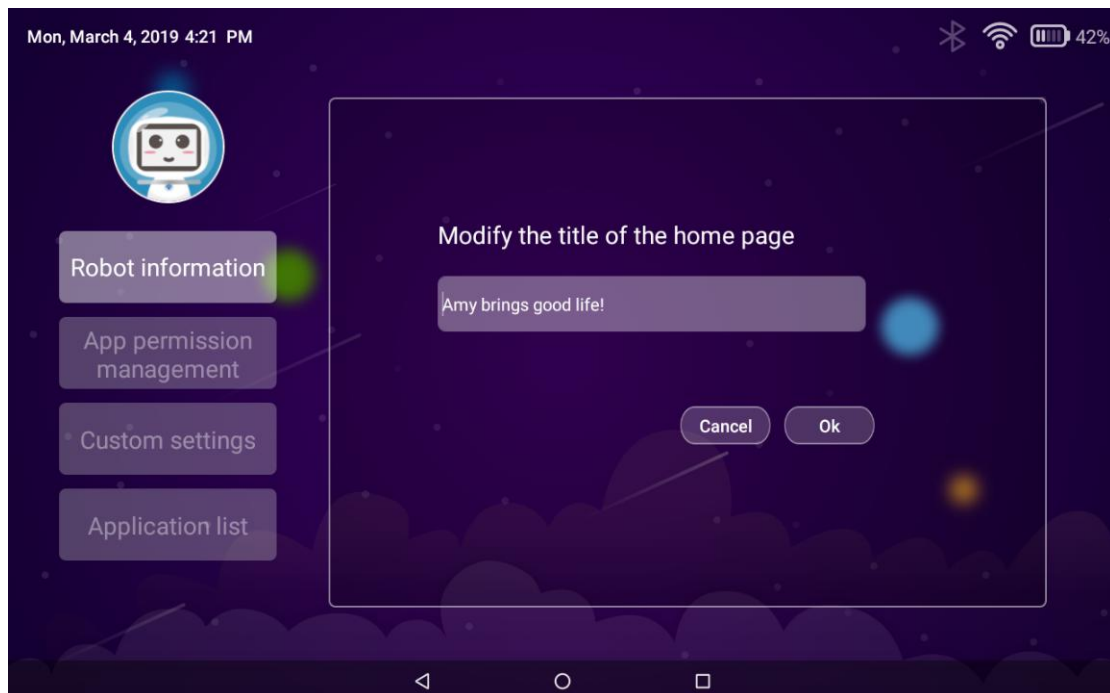 Mon, March 4, 2019 4:21 PM
42%
Robot information
App permission
management
Custom settings
Application list
Modify the title of the home page
Amy brings good life!
Cancel
Ok